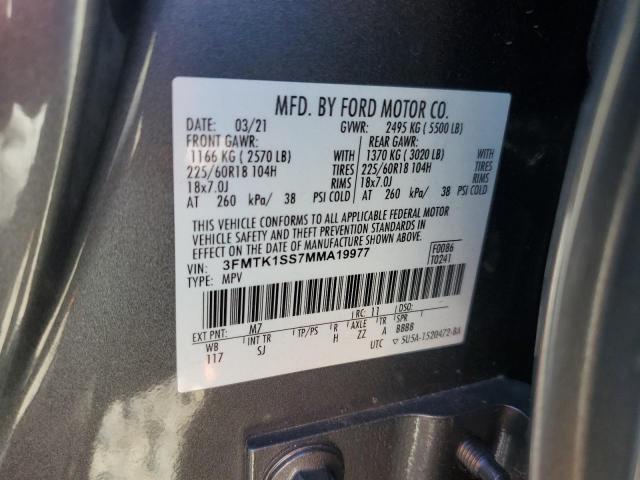 MFD. BY FORD MOTOR CO.
DATE: 03/21 GVWR: 2495 KG ( 5500 LB)
FRONT GAWR: REAR GAWR:
1166 KG ( 2570 LB) WITH 1370 KG ( 3020 LB) WITH
225/60R18 104H TIRES 225/60R18 104H TIRES
18x7.0J RIMS 18x7.0J RIMS
AT 260 kPa/ 38 PSI COLD AT 260 kPa/ 38 PSI COLD
THIS VEHICLE CONFORMS TO ALL APPLICABLE FEDERAL MOTOR
VEHICLE SAFETY AND THEFT PREVENTION STANDARDS IN
EFFECT ON THE DATE OF MANUFACTURE SHOWN ABOVE.
VIN: 3FMTK1SS7MMA19977 F0086
TYPE: MPV T0241
EXT PNT: M7 RC: 11 DSO:
WB INT TR TP/PS R AXLE TR SPR
117 SJ H ZZ A BBBB
UTC ▽ 5U5A-1520472-BA